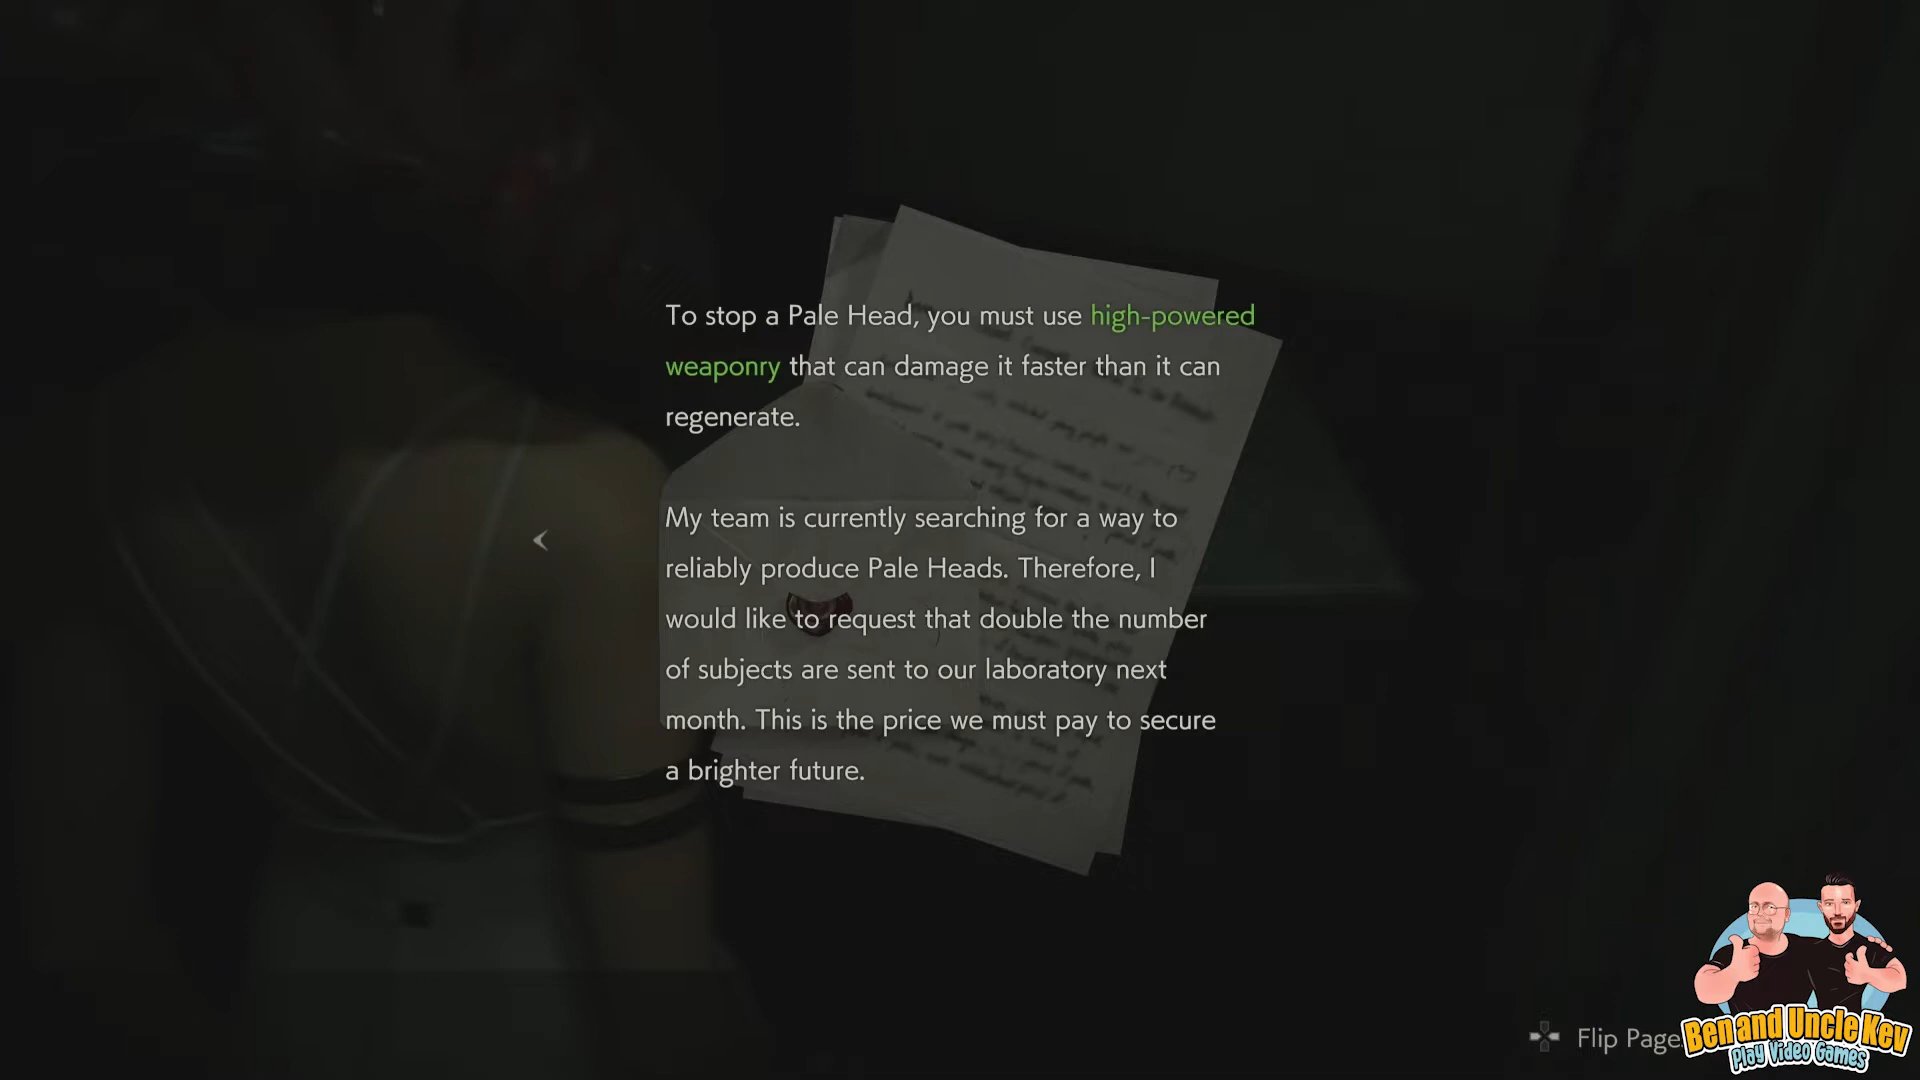 To stop a Pale Head, you must use high-powered
weaponry that can damage it faster than it can
regenerate.
My team is currently searching for a way to
reliably produce Pale Heads. Therefore, I
would like to request that double the number
of subjects are sent to our laboratory next
month. This is the price we must pay to secure
a brighter future.
Flip Page
Ben and Uncle Kev
Play Video Games